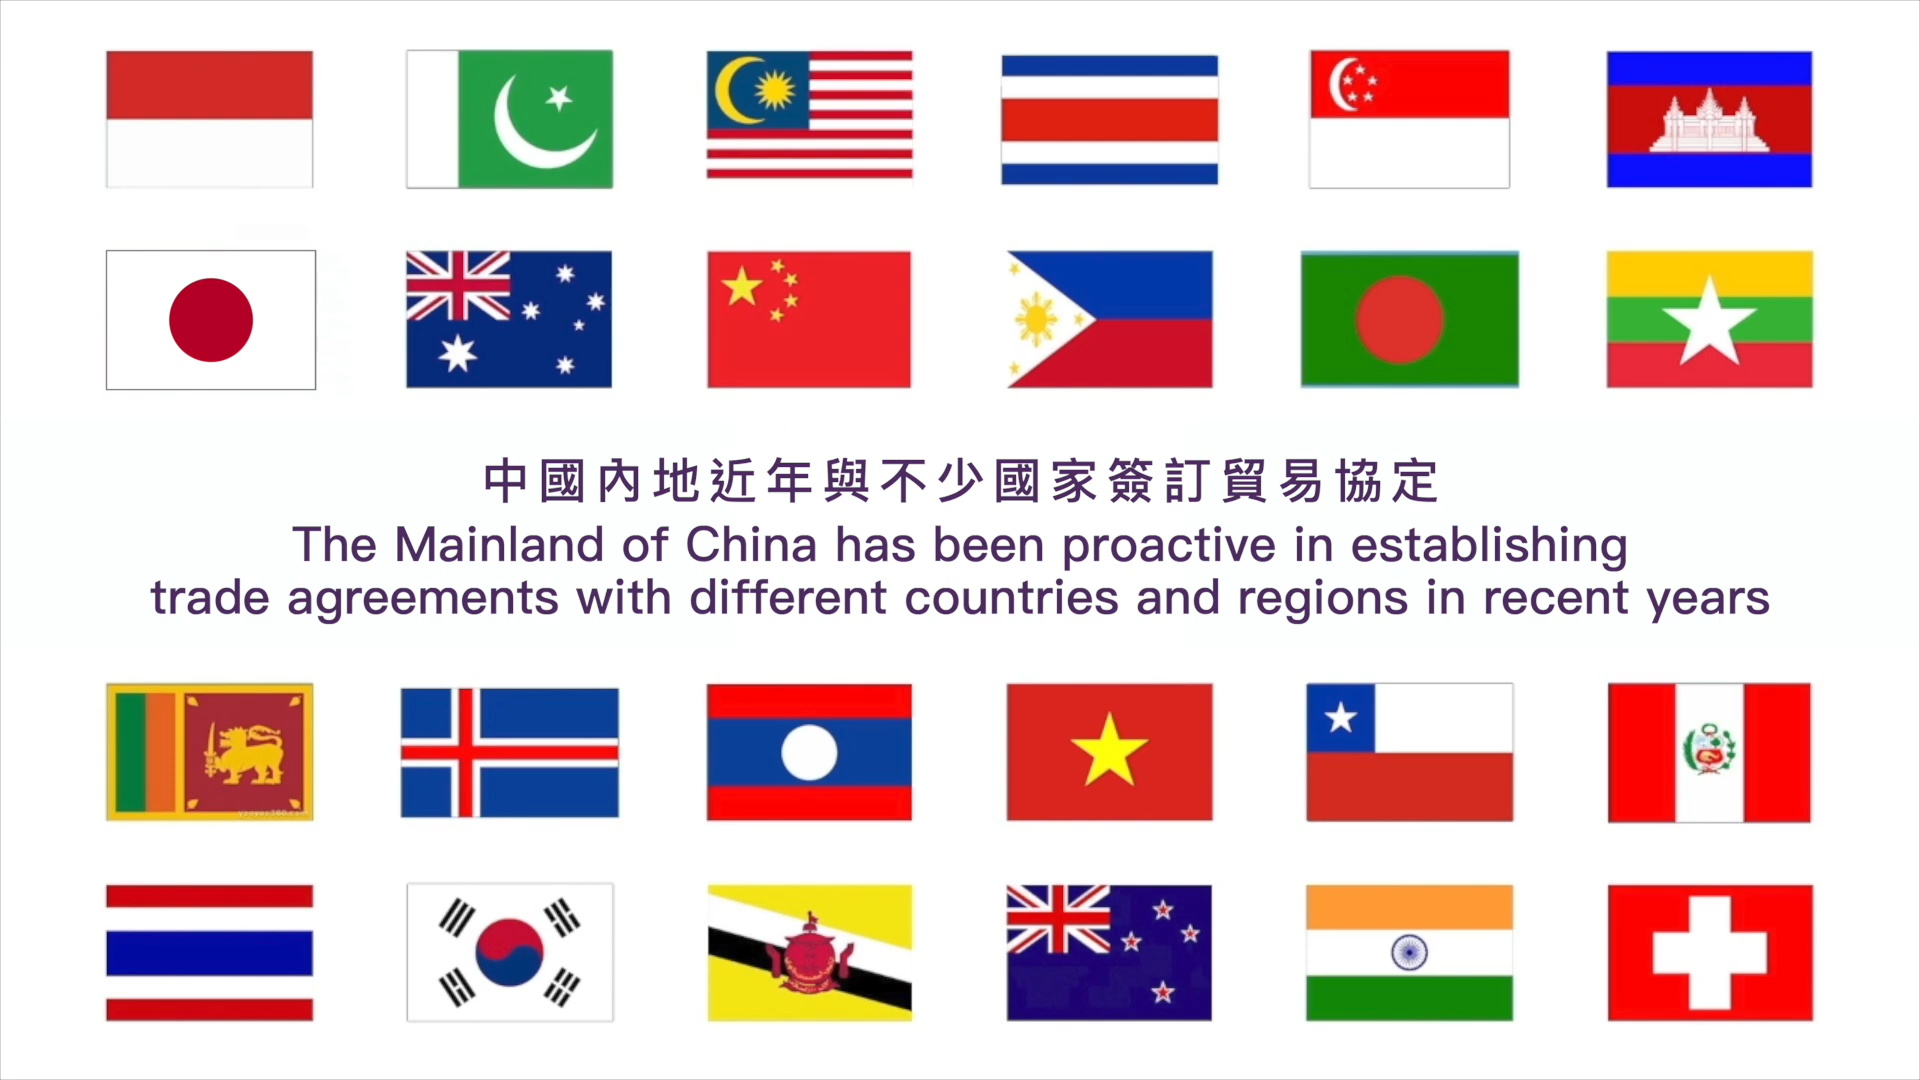 中國內地近年與不少國家簽訂貿易協定
The Mainland of China has been proactive in establishing
trade agreements with different countries and regions in recent years